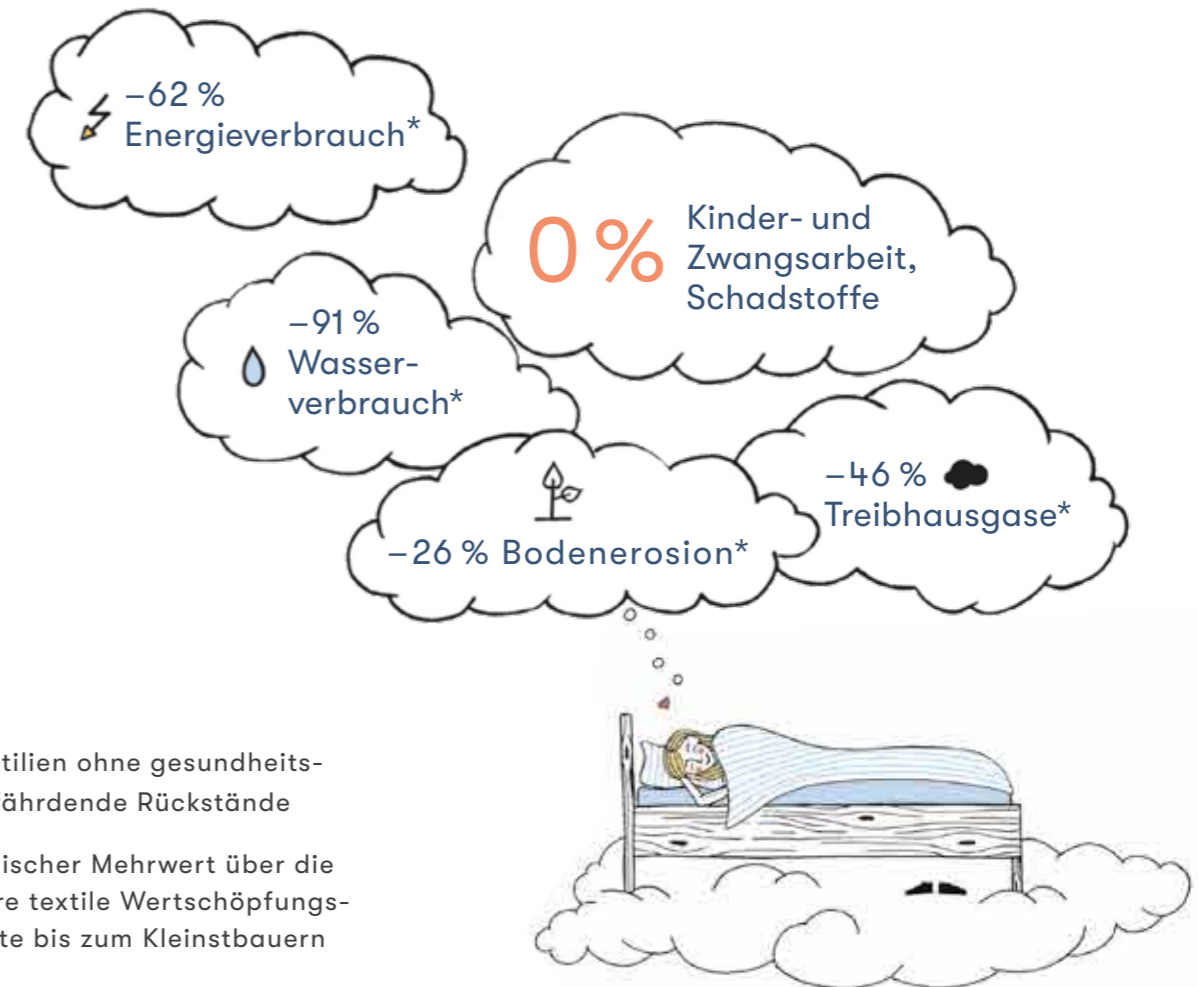 –62 %
Energieverbrauch*
0 % Kinder- und
Zwangsarbeit,
Schadstoffe
–91 %
Wasser-
verbrauch*
–46 %
Treibhausgase*
–26 % Bodenerosion*
tilien ohne gesundheits-
fährdende Rückstände
ischer Mehrwert über die
re textile Wertschöpfungs-
te bis zum Kleinstbauern